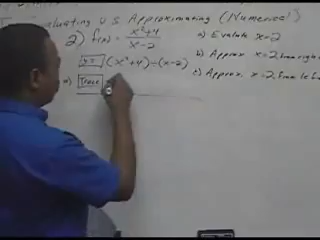 Evaluating V.S Approximating (Numerical)
2) f(x) = x²+4 / x-2
a) Evaluate x=2
b) Approx x=2 from right
c) Approx. x=2 from left
y= (x²+4)÷(x-2)
a) Trace